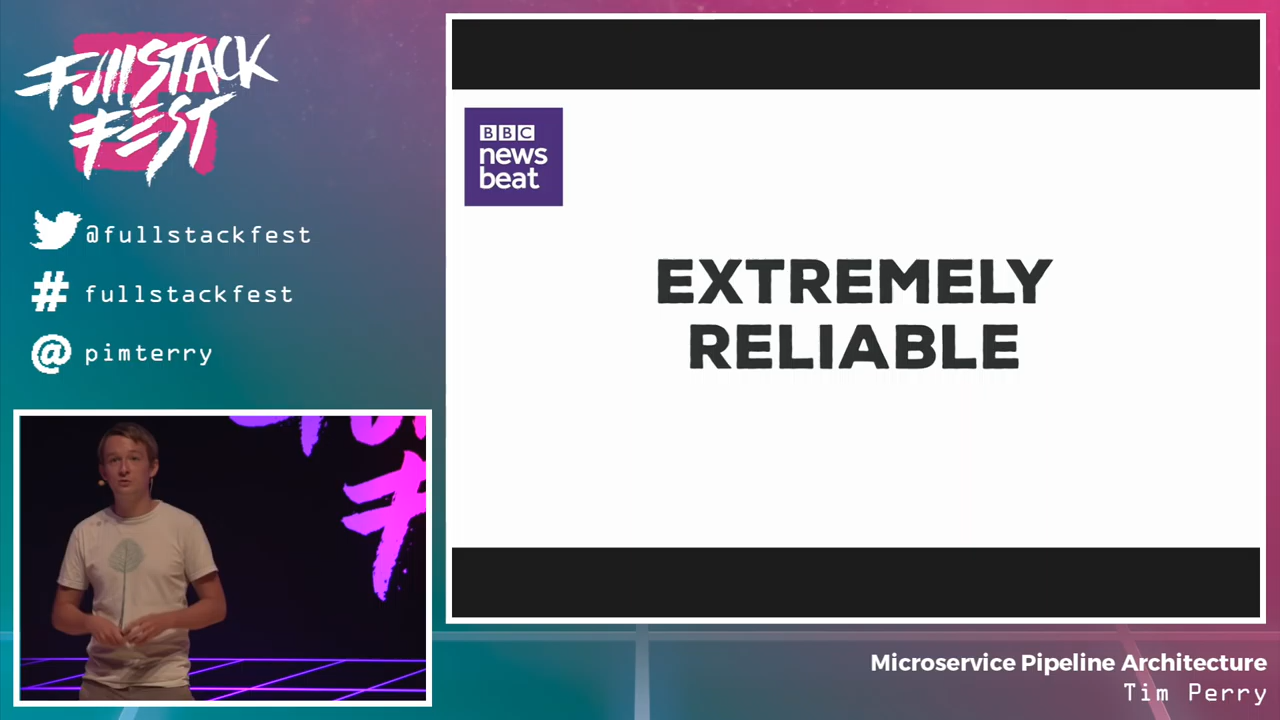 FullSTACK
FEST
@fullstackfest
# fullstackfest
@ pimterry
BBC
news
beat
EXTREMELY
RELIABLE
Microservice Pipeline Architecture
Tim Perry